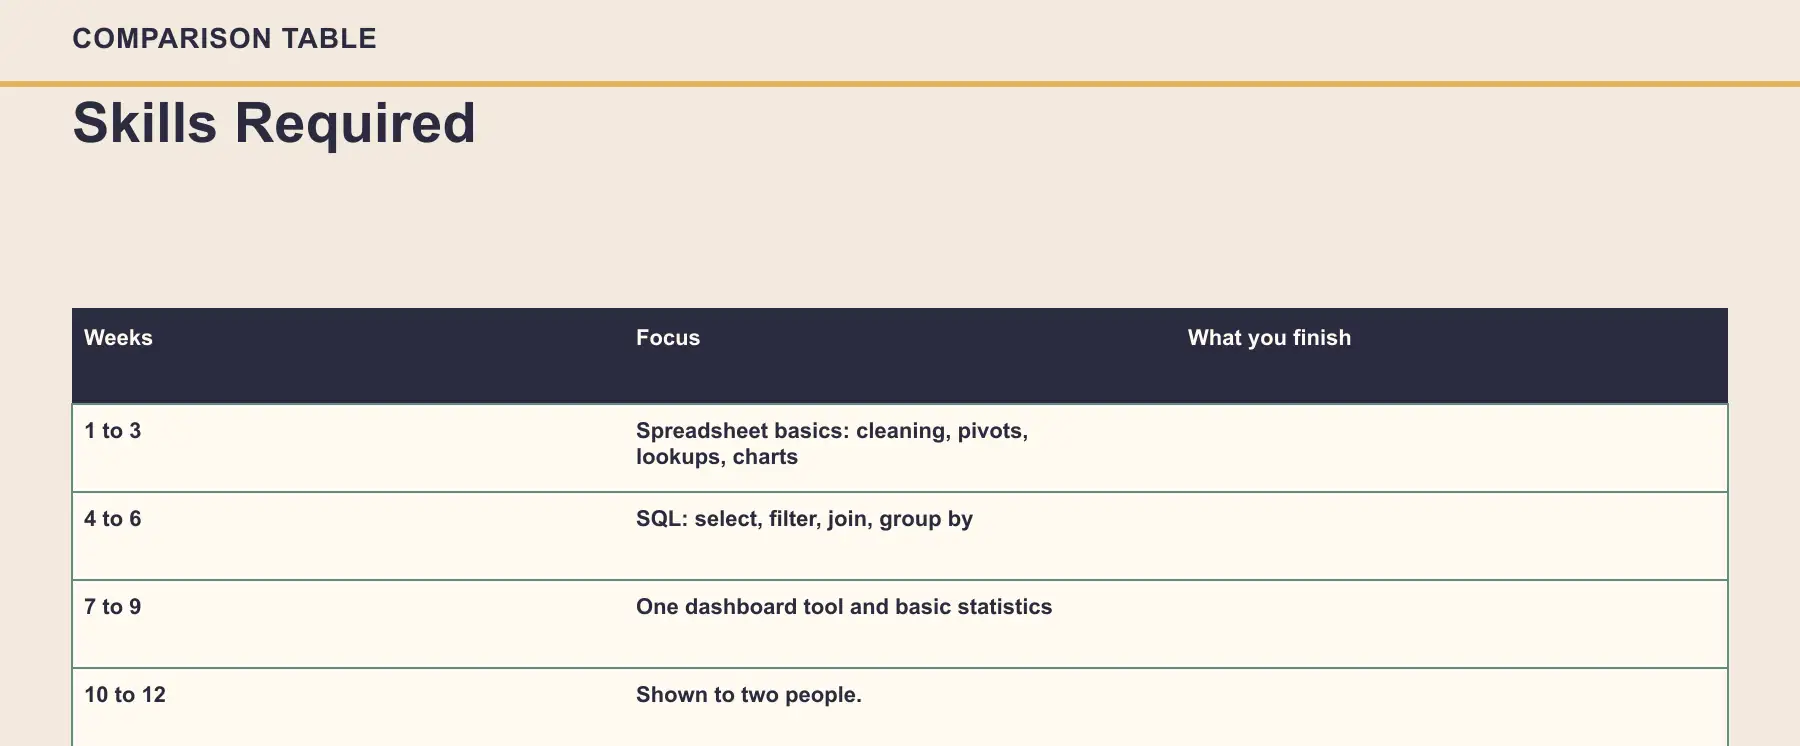 COMPARISON TABLE
Skills Required
Weeks Focus What you finish
1 to 3 Spreadsheet basics: cleaning, pivots,
lookups, charts
4 to 6 SQL: select, filter, join, group by
7 to 9 One dashboard tool and basic statistics
10 to 12 Shown to two people.